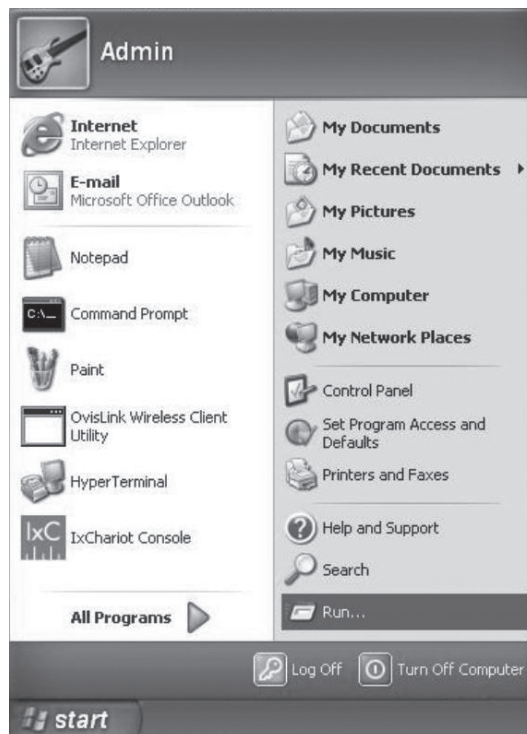 Admin
Internet
Internet Explorer
E-mail
Microsoft Office Outlook
Notepad
C:\_
Command Prompt
Paint
OvisLink Wireless Client
Utility
HyperTerminal
IxC
IxChariot Console
All Programs
My Documents
My Recent Documents
My Pictures
My Music
My Computer
My Network Places
Control Panel
Set Program Access and
Defaults
Printers and Faxes
Help and Support
Search
Run...
Log Off
Turn Off Computer
start